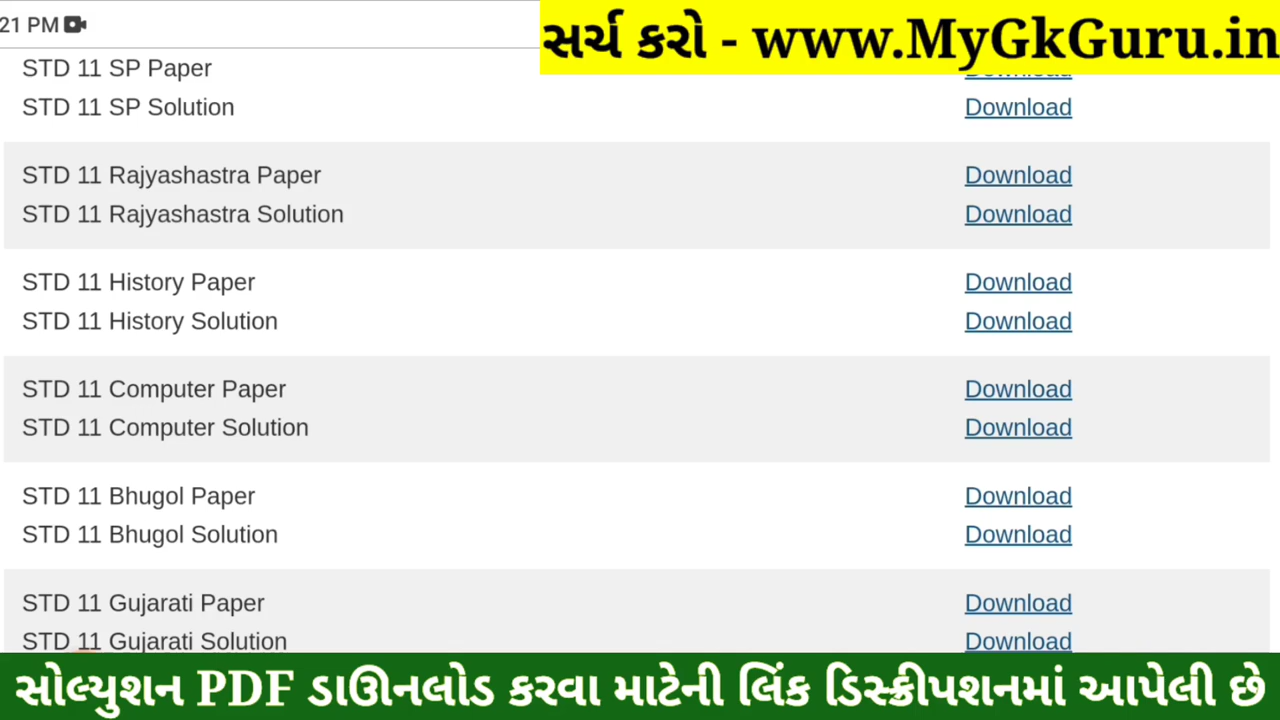 21 PM
સર્ચ કરો - www.MyGkGuru.in
STD 11 SP Paper Download
STD 11 SP Solution Download
STD 11 Rajyashastra Paper Download
STD 11 Rajyashastra Solution Download
STD 11 History Paper Download
STD 11 History Solution Download
STD 11 Computer Paper Download
STD 11 Computer Solution Download
STD 11 Bhugol Paper Download
STD 11 Bhugol Solution Download
STD 11 Gujarati Paper Download
STD 11 Gujarati Solution Download
સોલ્યુશન PDF ડાઊનલોડ કરવા માટેની લિંક ડિસ્ક્રીપશનમાં આપેલી છે